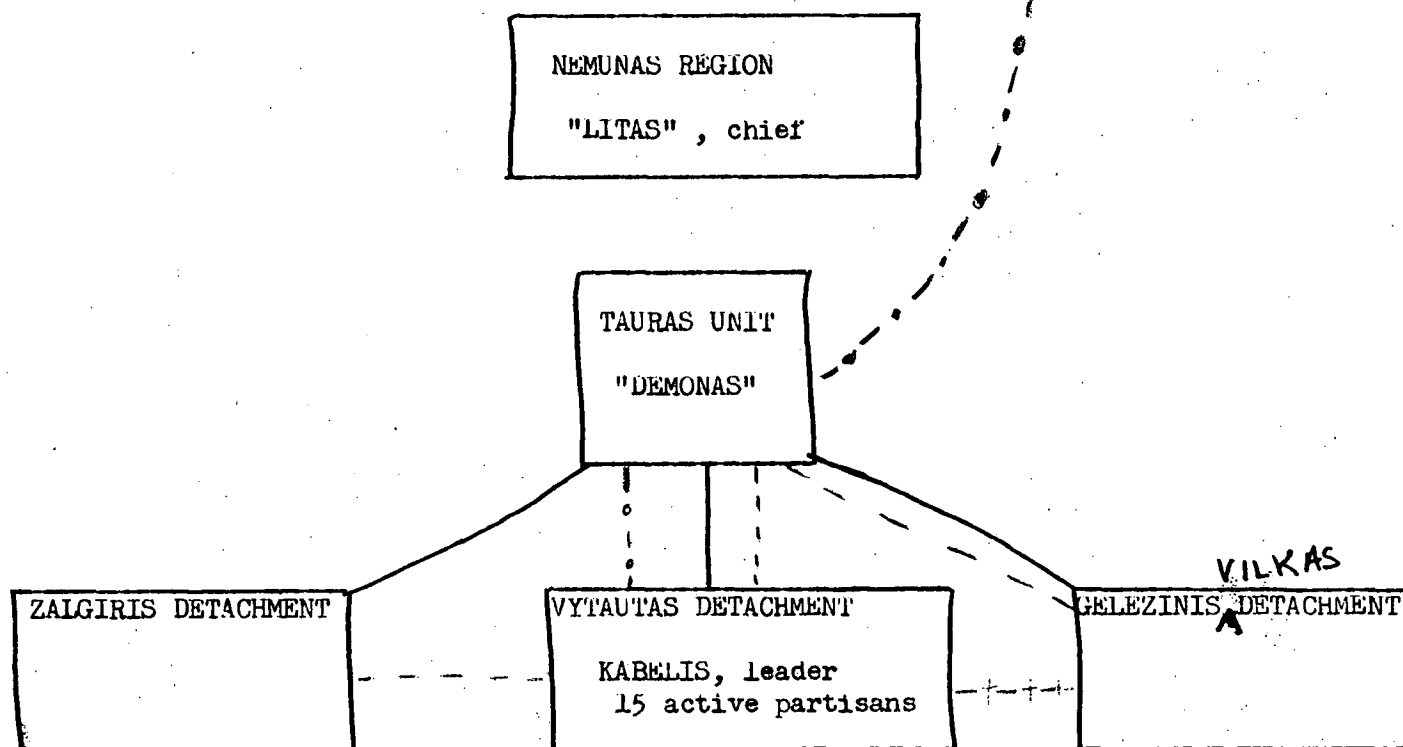 NEMUNAS REGION
"LITAS" , chief
TAURAS UNIT
"DEMONAS"
ZALGIRIS DETACHMENT
VYTAUTAS DETACHMENT
KABELIS, leader
15 active partisans
VILKAS
GELEZINIS DETACHMENT